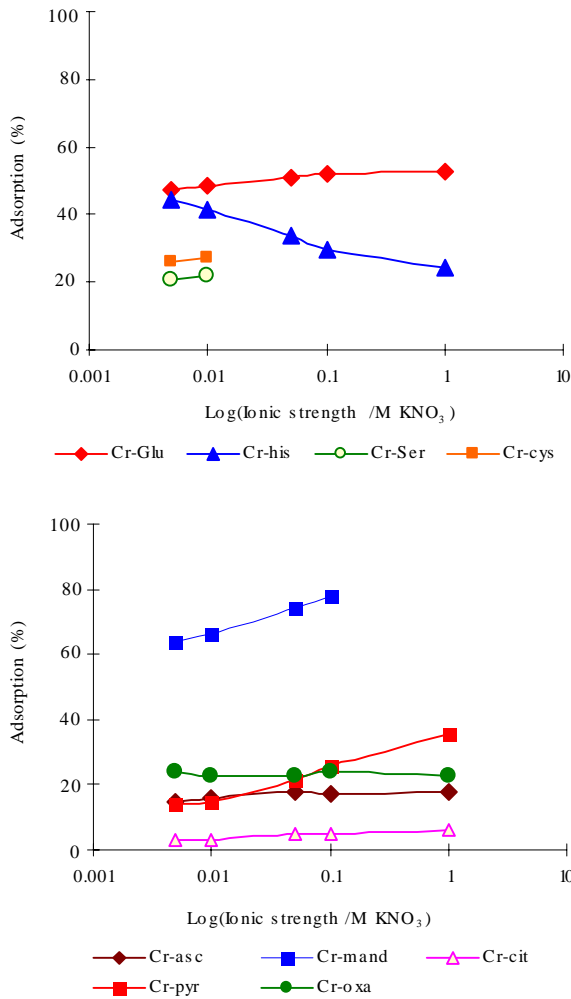 100
80
60
40
20
0
Adsorption (%)
0.001 0.01 0.1 1 10
Log(Ionic strength /M KNO₃)
Cr-Glu Cr-his Cr-Ser Cr-cys
100
80
60
40
20
0
Adsorption (%)
0.001 0.01 0.1 1 10
Log(Ionic strength /M KNO₃)
Cr-asc Cr-mand Cr-cit
Cr-pyr Cr-oxa